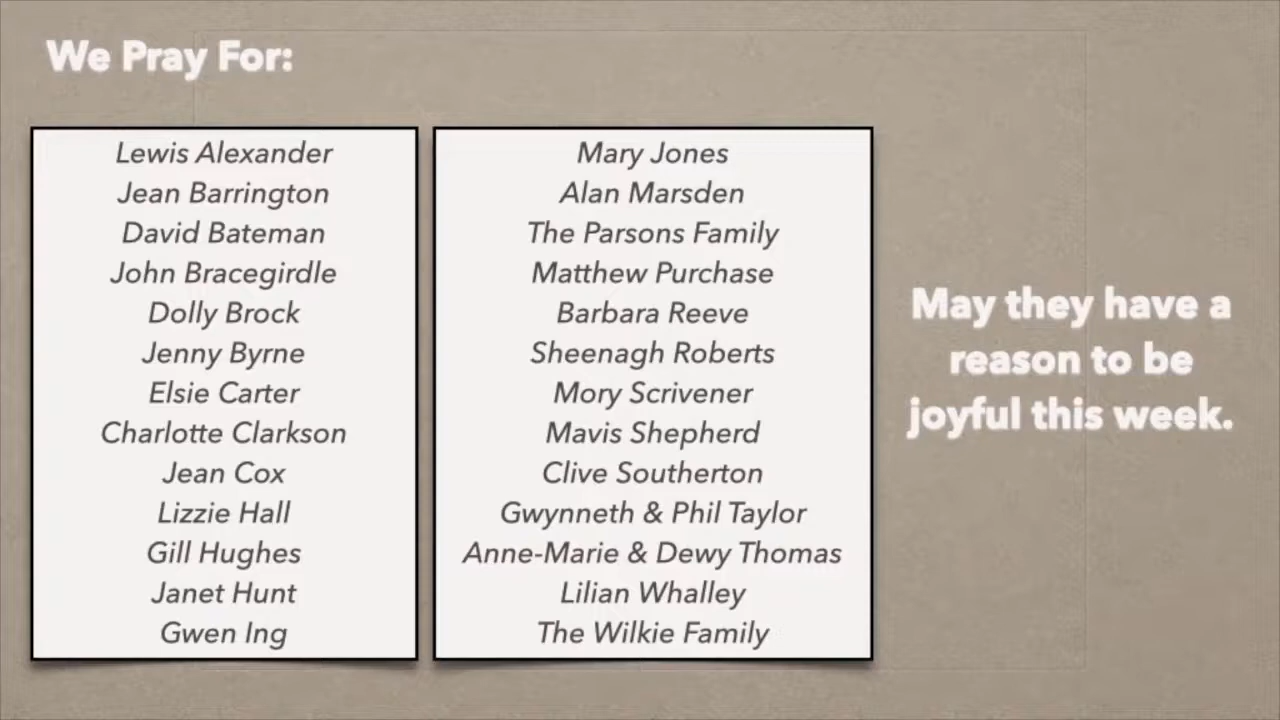 We Pray For:
Lewis Alexander
Jean Barrington
David Bateman
John Bracegirdle
Dolly Brock
Jenny Byrne
Elsie Carter
Charlotte Clarkson
Jean Cox
Lizzie Hall
Gill Hughes
Janet Hunt
Gwen Ing
Mary Jones
Alan Marsden
The Parsons Family
Matthew Purchase
Barbara Reeve
Sheenagh Roberts
Mory Scrivener
Mavis Shepherd
Clive Southerton
Gwynneth & Phil Taylor
Anne-Marie & Dewy Thomas
Lilian Whalley
The Wilkie Family
May they have a
reason to be
joyful this week.